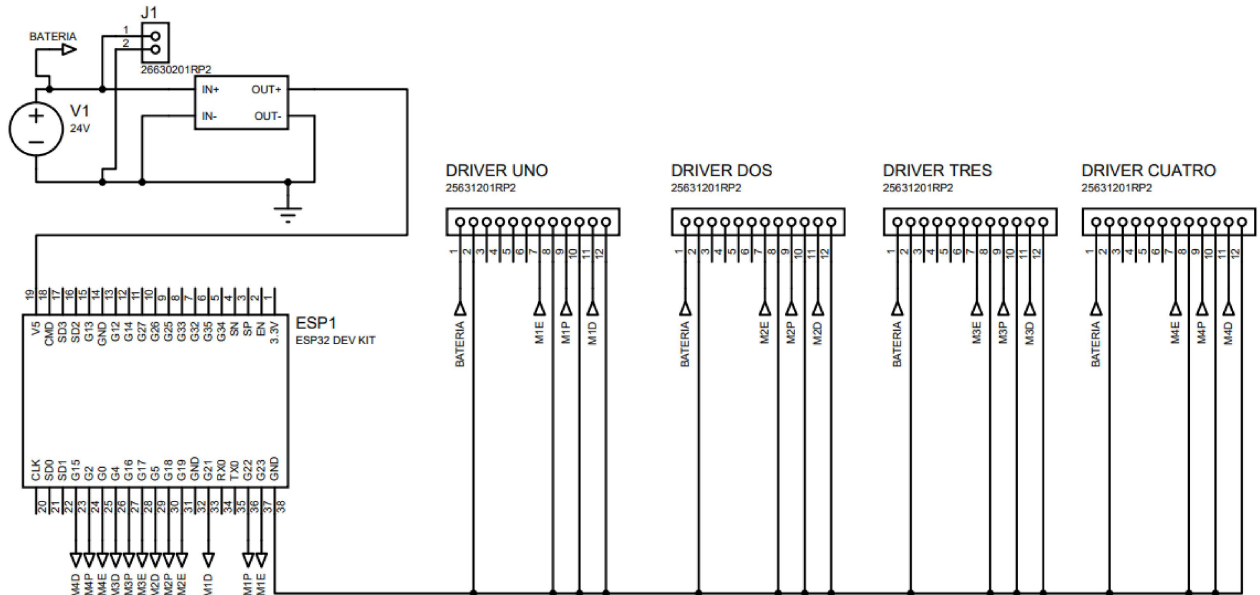 J1
1
2
BATERIA
26630201RP2
V1
24V
IN+ OUT+
IN- OUT-
DRIVER UNO
25631201RP2
1 2 3 4 5 6 7 8 9 10 11 12
BATERIA M1E M1P M1D
DRIVER DOS
25631201RP2
1 2 3 4 5 6 7 8 9 10 11 12
BATERIA M2E M2P M2D
DRIVER TRES
25631201RP2
1 2 3 4 5 6 7 8 9 10 11 12
BATERIA M3E M3P M3D
DRIVER CUATRO
25631201RP2
1 2 3 4 5 6 7 8 9 10 11 12
BATERIA M4E M4P M4D
19 18 17 16 15 14 13 12 11 10 9 8 7 6 5 4 3 2 1
V5 CMD SD3 SD2 G13 GND G12 G14 G27 G26 G25 G33 G32 G35 G34 SN SP EN 3.3V
ESP1
ESP32 DEV KIT
CLK SD0 SD1 G15 G2 G0 G4 G16 G17 G5 G18 G19 GND G21 RX0 TX0 G22 G23 GND
20 21 22 23 24 25 26 27 28 29 30 31 32 33 34 35 36 37 38
M4D M4P M4E M3D M3P M3E M2D M2P M2E M1D M1P M1E